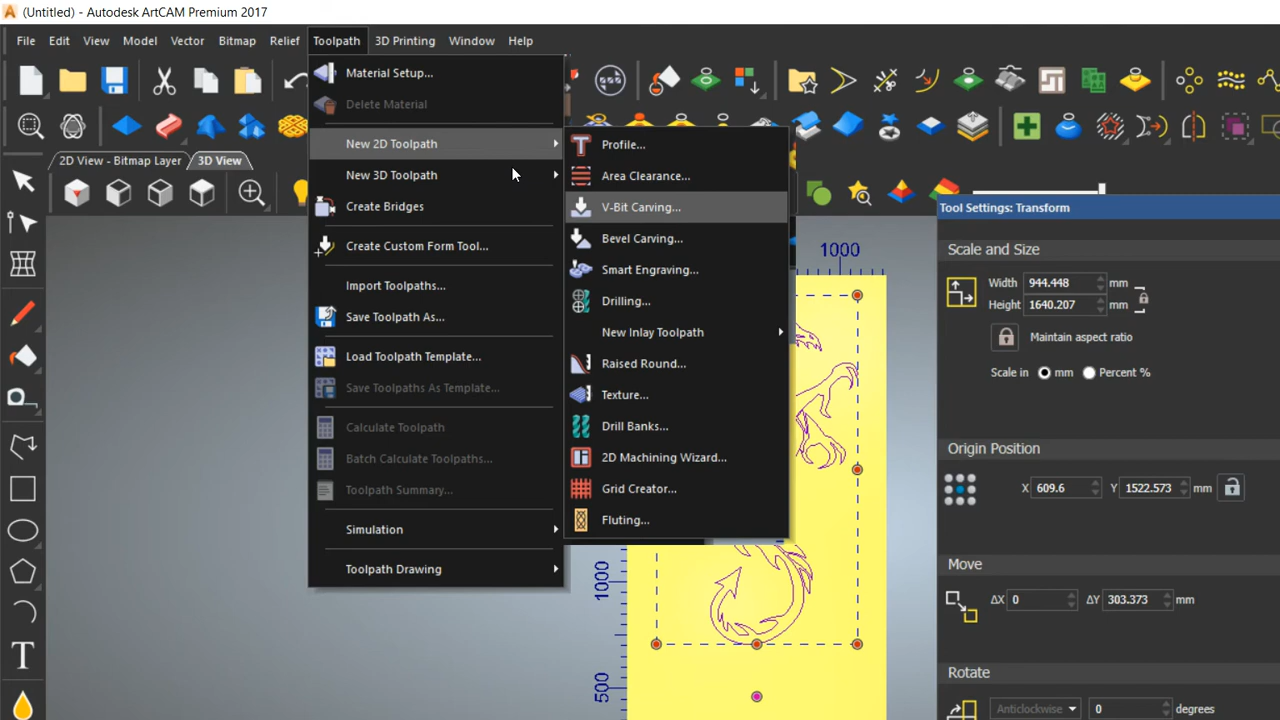 (Untitled) - Autodesk ArtCAM Premium 2017
File Edit View Model Vector Bitmap Relief Toolpath 3D Printing Window Help
Material Setup...
Delete Material
New 2D Toolpath
New 3D Toolpath
Create Bridges
Create Custom Form Tool...
Import Toolpaths...
Save Toolpath As...
Load Toolpath Template...
Save Toolpaths As Template...
Calculate Toolpath
Batch Calculate Toolpaths...
Toolpath Summary...
Simulation
Toolpath Drawing
Profile...
Area Clearance...
V-Bit Carving...
Bevel Carving...
Smart Engraving...
Drilling...
New Inlay Toolpath
Raised Round...
Texture...
Drill Banks...
2D Machining Wizard...
Grid Creator...
Fluting...
2D View - Bitmap Layer 3D View
1000
1000
500
Tool Settings: Transform
Scale and Size
Width 944.448 mm
Height 1640.207 mm
Maintain aspect ratio
Scale in mm Percent %
Origin Position
X 609.6 Y 1522.573 mm
Move
ΔX 0 ΔY 303.373 mm
Rotate
Anticlockwise 0 degrees